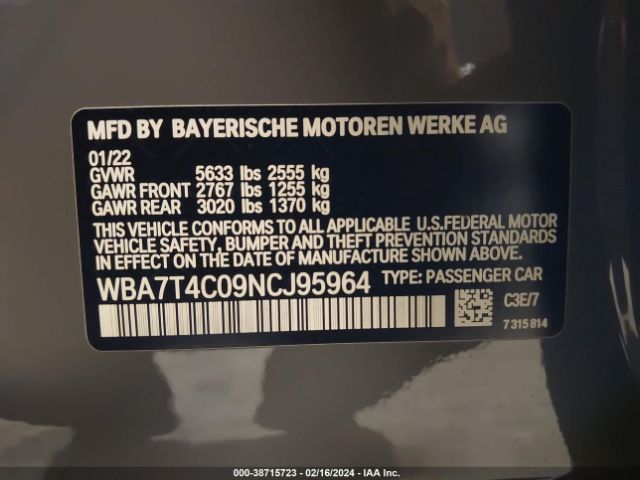 MFD BY BAYERISCHE MOTOREN WERKE AG
01/22
GVWR 5633 lbs 2555 kg
GAWR FRONT 2767 lbs 1255 kg
GAWR REAR 3020 lbs 1370 kg
THIS VEHICLE CONFORMS TO ALL APPLICABLE U.S.FEDERAL MOTOR
VEHICLE SAFETY, BUMPER AND THEFT PREVENTION STANDARDS IN
EFFECT ON THE DATE OF MANUFACTURE SHOWN ABOVE.
WBA7T4C09NCJ95964 TYPE: PASSENGER CAR
C3E/7
7 315 814
000-38715723 - 02/16/2024 - IAA Inc.